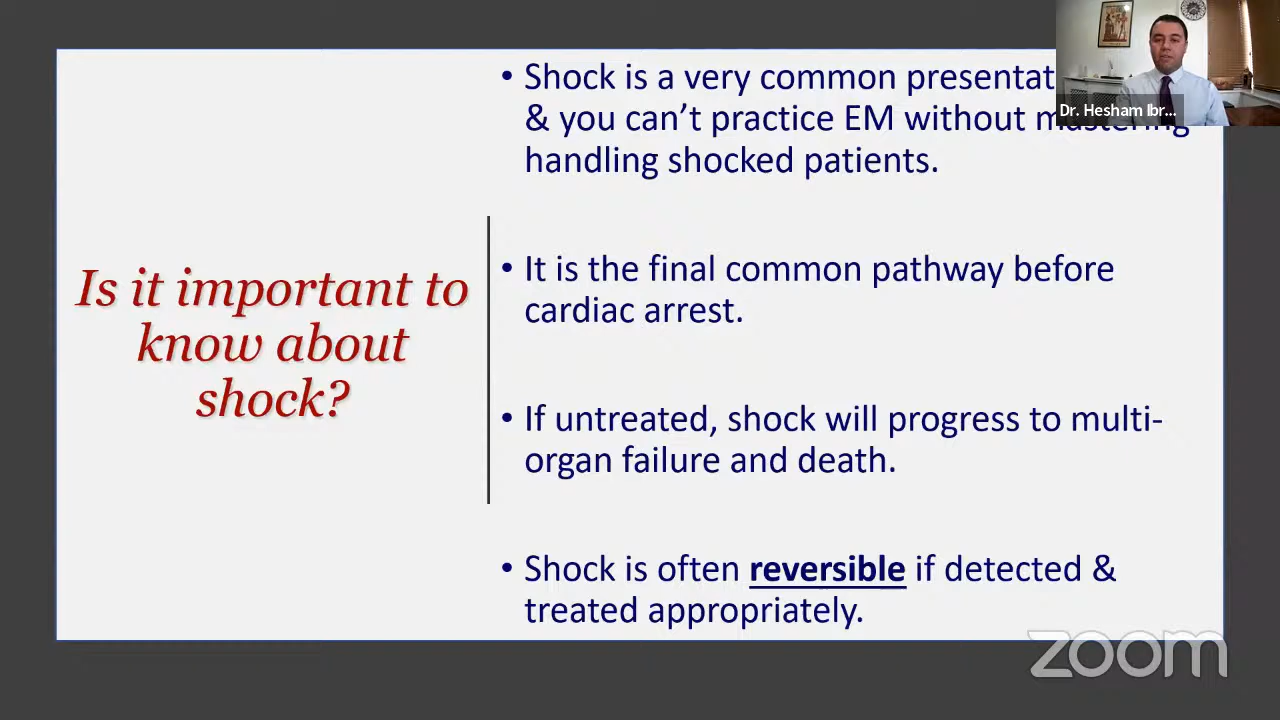 • Shock is a very common
& you can’t practice EM without mastering
handling shocked patients.
Dr. Hesham Ibr...
Is it important to
know about
shock?
• It is the final common pathway before
cardiac arrest.
• If untreated, shock will progress to multi-
organ failure and death.
• Shock is often reversible if detected &
treated appropriately.
zoom